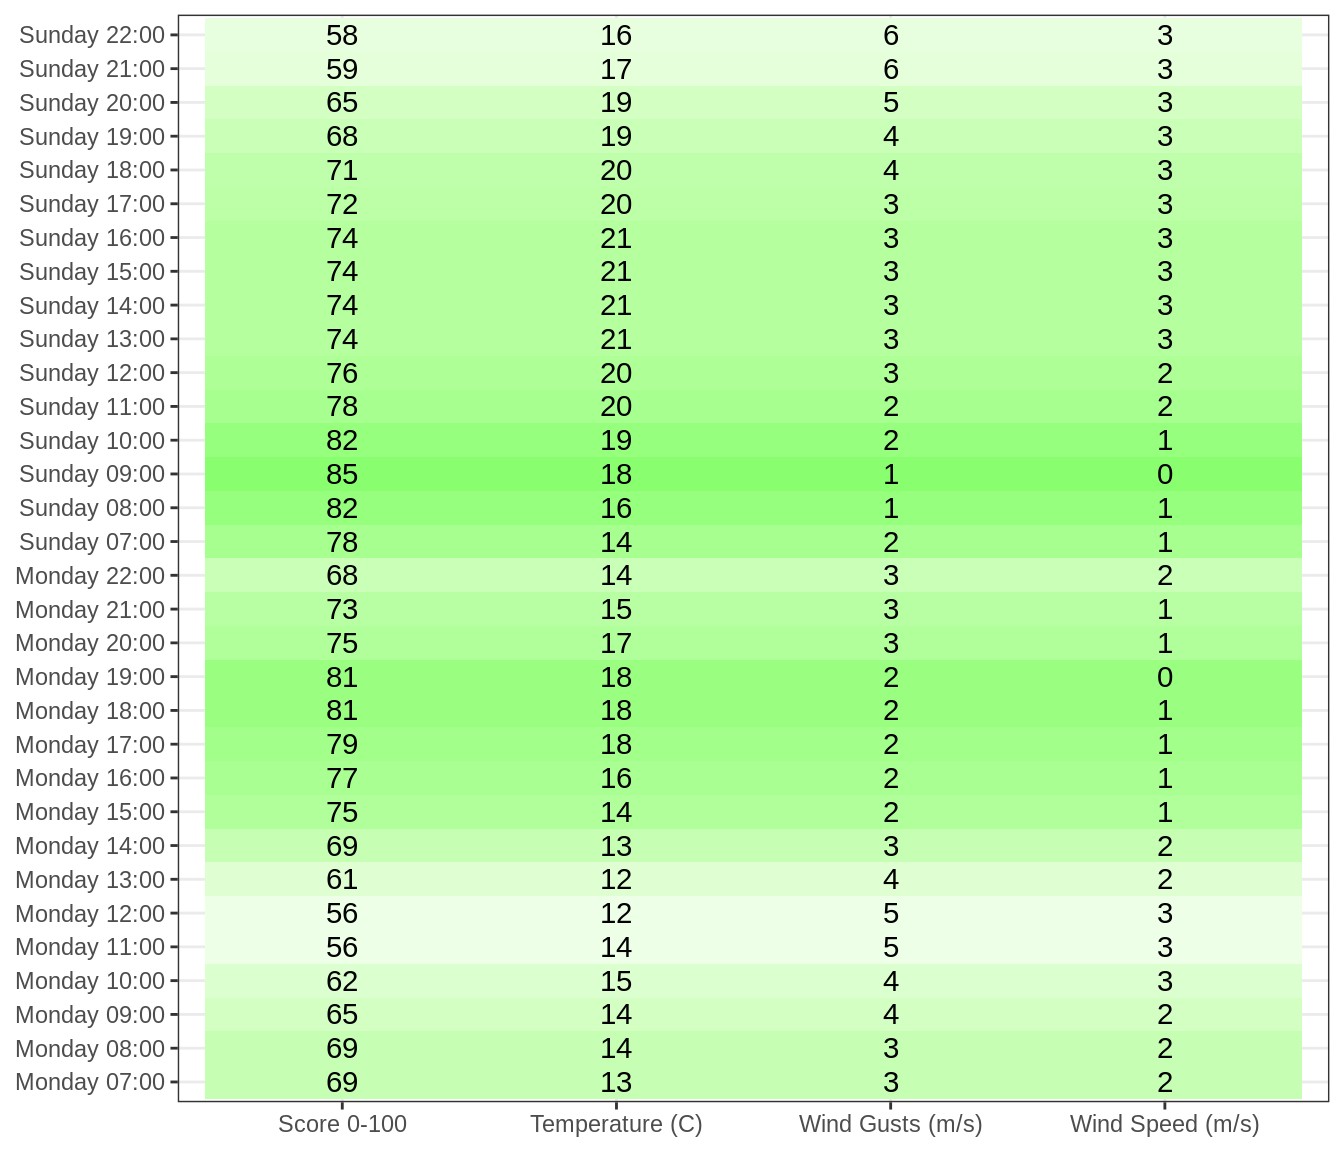 Sunday 22:00 58 16 6 3
Sunday 21:00 59 17 6 3
Sunday 20:00 65 19 5 3
Sunday 19:00 68 19 4 3
Sunday 18:00 71 20 4 3
Sunday 17:00 72 20 3 3
Sunday 16:00 74 21 3 3
Sunday 15:00 74 21 3 3
Sunday 14:00 74 21 3 3
Sunday 13:00 74 21 3 3
Sunday 12:00 76 20 3 2
Sunday 11:00 78 20 2 2
Sunday 10:00 82 19 2 1
Sunday 09:00 85 18 1 0
Sunday 08:00 82 16 1 1
Sunday 07:00 78 14 2 1
Monday 22:00 68 14 3 2
Monday 21:00 73 15 3 1
Monday 20:00 75 17 3 1
Monday 19:00 81 18 2 0
Monday 18:00 81 18 2 1
Monday 17:00 79 18 2 1
Monday 16:00 77 16 2 1
Monday 15:00 75 14 2 1
Monday 14:00 69 13 3 2
Monday 13:00 61 12 4 2
Monday 12:00 56 12 5 3
Monday 11:00 56 14 5 3
Monday 10:00 62 15 4 3
Monday 09:00 65 14 4 2
Monday 08:00 69 14 3 2
Monday 07:00 69 13 3 2
Score 0-100 Temperature (C) Wind Gusts (m/s) Wind Speed (m/s)